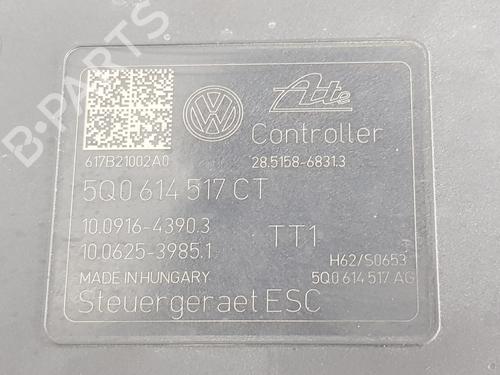 B-PARTS
Ate
Controller
617B21002A0
28.5158-6831.3
5Q0 614 517 CT
10.0916-4390.3
10.0625-3985.1
TT1
H62/S0653
MADE IN HUNGARY
5Q0 614 517 AG
Steuergeraet ESC